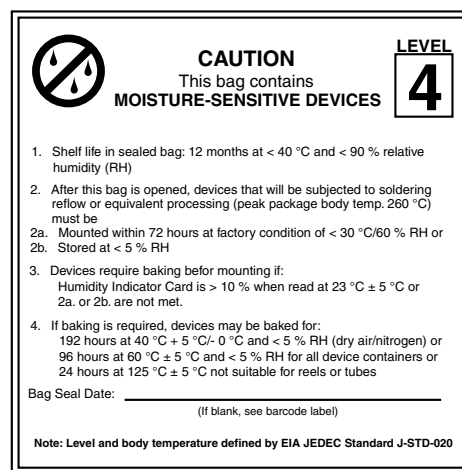 CAUTION
This bag contains
MOISTURE-SENSITIVE DEVICES
LEVEL
4
1. Shelf life in sealed bag: 12 months at < 40 °C and < 90 % relative
humidity (RH)
2. After this bag is opened, devices that will be subjected to soldering
reflow or equivalent processing (peak package body temp. 260 °C)
must be
2a. Mounted within 72 hours at factory condition of < 30 °C/60 % RH or
2b. Stored at < 5 % RH
3. Devices require baking befor mounting if:
Humidity Indicator Card is > 10 % when read at 23 °C ± 5 °C or
2a. or 2b. are not met.
4. If baking is required, devices may be baked for:
192 hours at 40 °C + 5 °C/- 0 °C and < 5 % RH (dry air/nitrogen) or
96 hours at 60 °C ± 5 °C and < 5 % RH for all device containers or
24 hours at 125 °C ± 5 °C not suitable for reels or tubes
Bag Seal Date:
(If blank, see barcode label)
Note: Level and body temperature defined by EIA JEDEC Standard J-STD-020